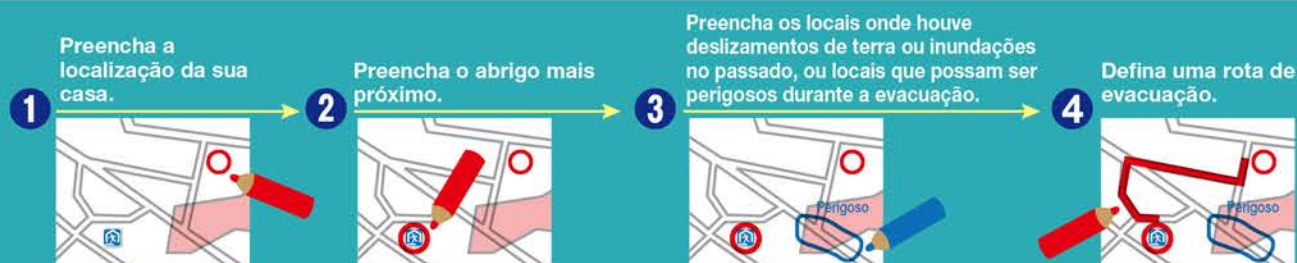 1
Preencha a
localização da sua
casa.
2
Preencha o abrigo mais
próximo.
3
Preencha os locais onde houve
deslizamentos de terra ou inundações
no passado, ou locais que possam ser
perigosos durante a evacuação.
4
Defina uma rota de
evacuação.
Perigoso
Perigoso